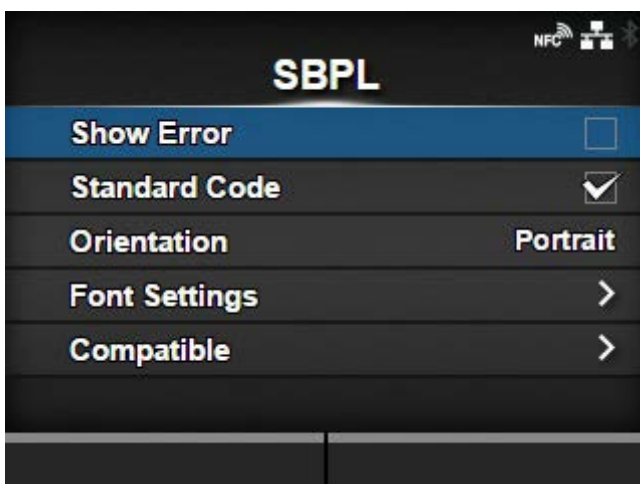 NFC
SBPL
Show Error
Standard Code
Orientation Portrait
Font Settings
Compatible